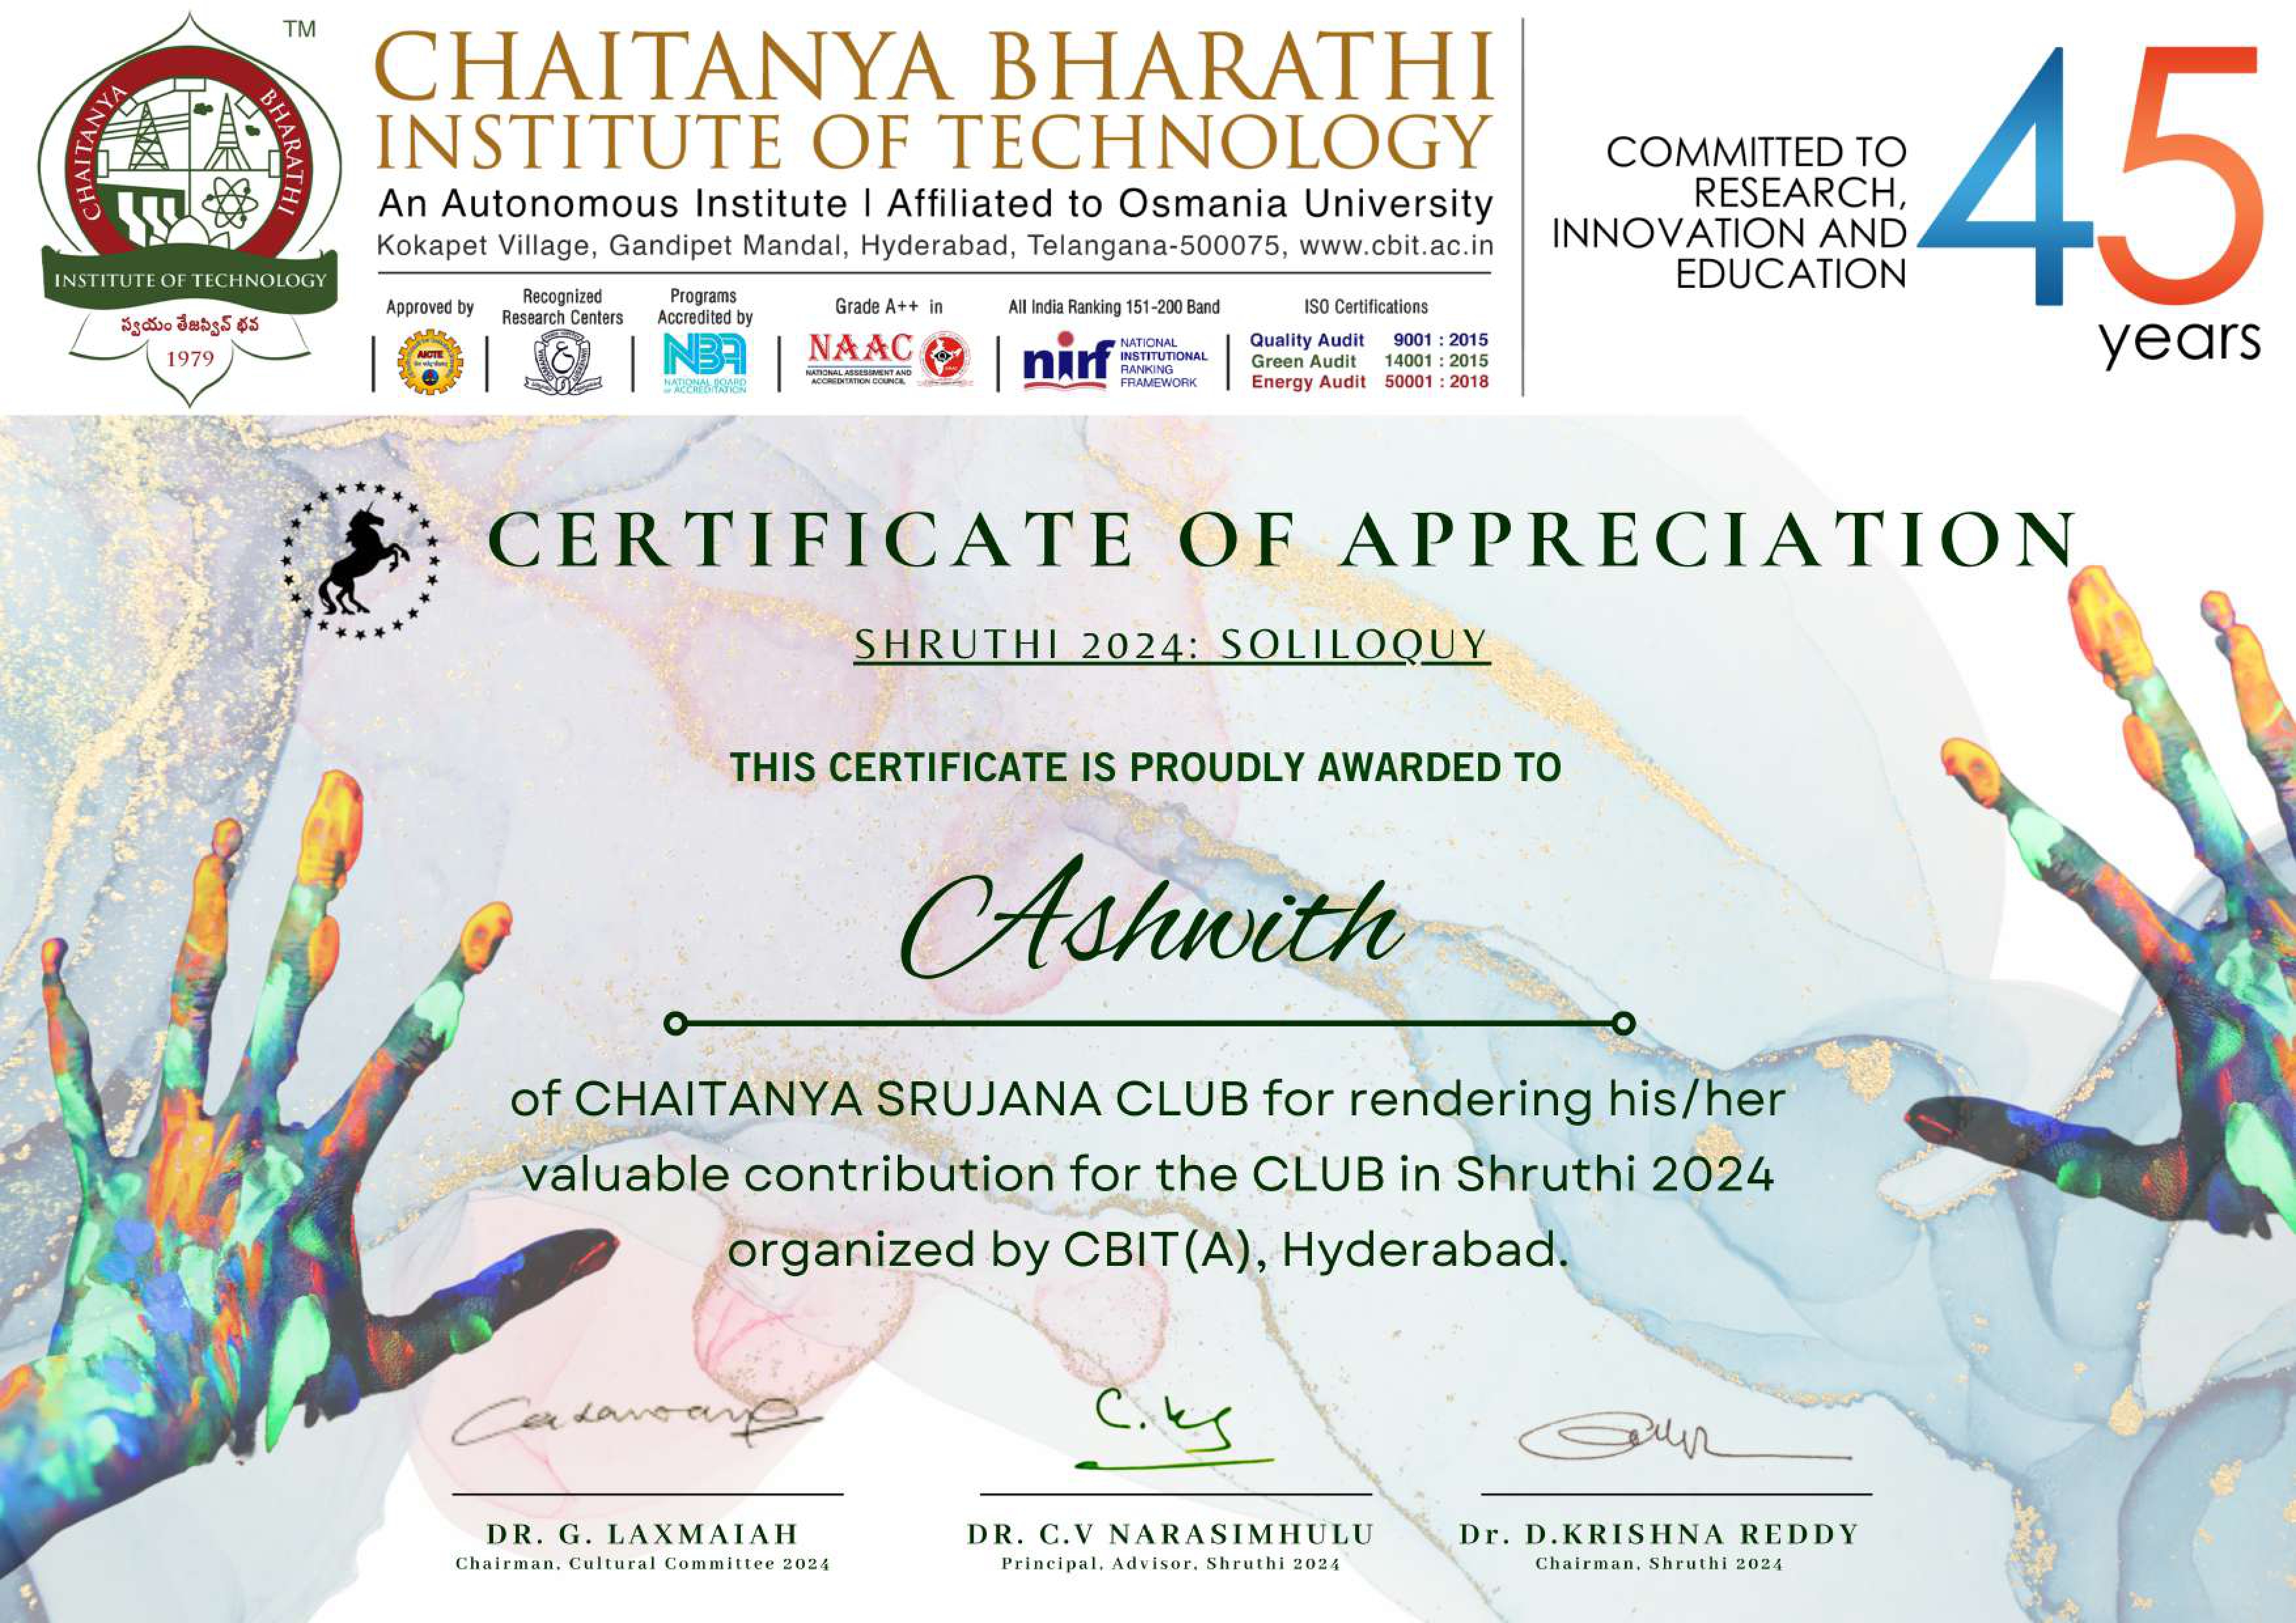 TM
CHAITANYA BHARATHI
INSTITUTE OF TECHNOLOGY
స్వయం తేజస్విన్ భవ
1979
CHAITANYA BHARATHI
INSTITUTE OF TECHNOLOGY
An Autonomous Institute | Affiliated to Osmania University
Kokapet Village, Gandipet Mandal, Hyderabad, Telangana-500075, www.cbit.ac.in
Approved by
AICTE
Recognized
Research Centers
Programs
Accredited by
NBA
NATIONAL BOARD
OF ACCREDITATION
Grade A++ in
NAAC
NATIONAL ASSESSMENT AND
ACCREDITATION COUNCIL
All India Ranking 151-200 Band
nirf
NATIONAL
INSTITUTIONAL
RANKING
FRAMEWORK
ISO Certifications
Quality Audit 9001 : 2015
Green Audit 14001 : 2015
Energy Audit 50001 : 2018
COMMITTED TO
RESEARCH,
INNOVATION AND
EDUCATION
45
years
CERTIFICATE OF APPRECIATION
SHRUTHI 2024: SOLILOQUY
THIS CERTIFICATE IS PROUDLY AWARDED TO
Ashwith
of CHAITANYA SRUJANA CLUB for rendering his/her
valuable contribution for the CLUB in Shruthi 2024
organized by CBIT(A), Hyderabad.
DR. G. LAXMAIAH
Chairman, Cultural Committee 2024
DR. C.V NARASIMHULU
Principal, Advisor, Shruthi 2024
Dr. D.KRISHNA REDDY
Chairman, Shruthi 2024